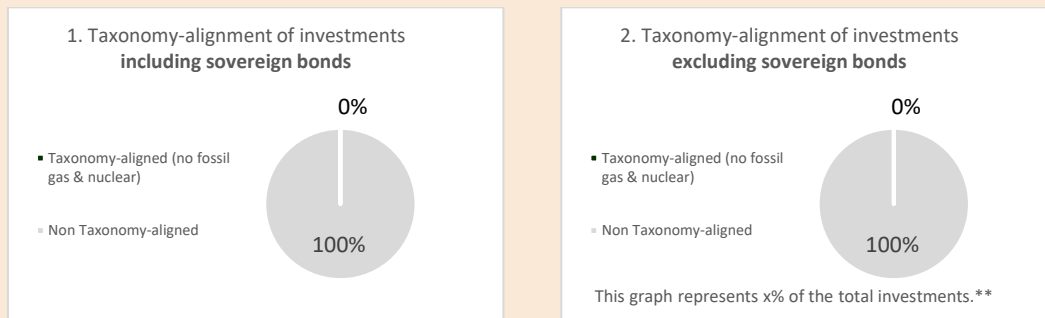 1. Taxonomy-alignment of investments
including sovereign bonds
0%
Taxonomy-aligned (no fossil
gas & nuclear)
Non Taxonomy-aligned
100%
2. Taxonomy-alignment of investments
excluding sovereign bonds
0%
Taxonomy-aligned (no fossil
gas & nuclear)
Non Taxonomy-aligned
100%
This graph represents x% of the total investments.**